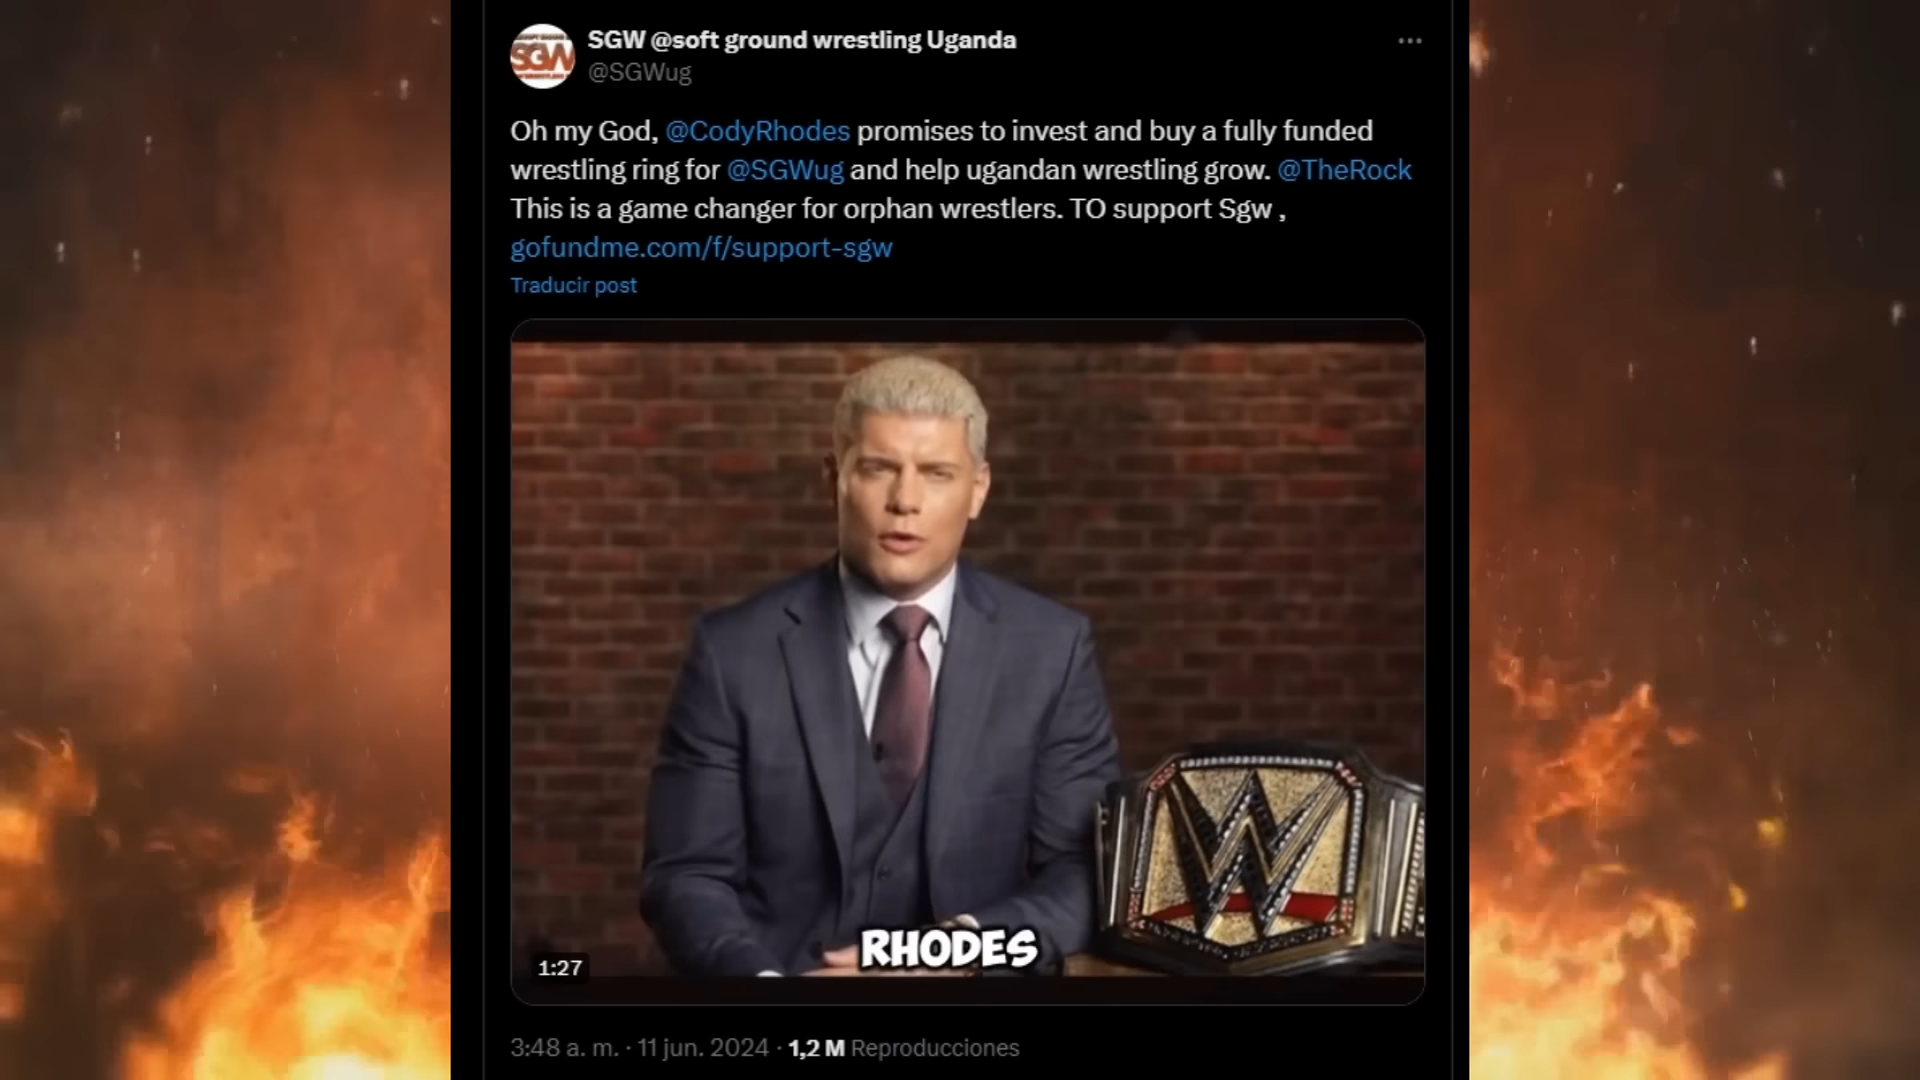 SGW
SGW @soft ground wrestling Uganda
@SGWug
Oh my God, @CodyRhodes promises to invest and buy a fully funded
wrestling ring for @SGWug and help ugandan wrestling grow. @TheRock
This is a game changer for orphan wrestlers. TO support Sgw ,
gofundme.com/f/support-sgw
Traducir post
RHODES
1:27
3:48 a. m. · 11 jun. 2024 · 1,2 M Reproducciones